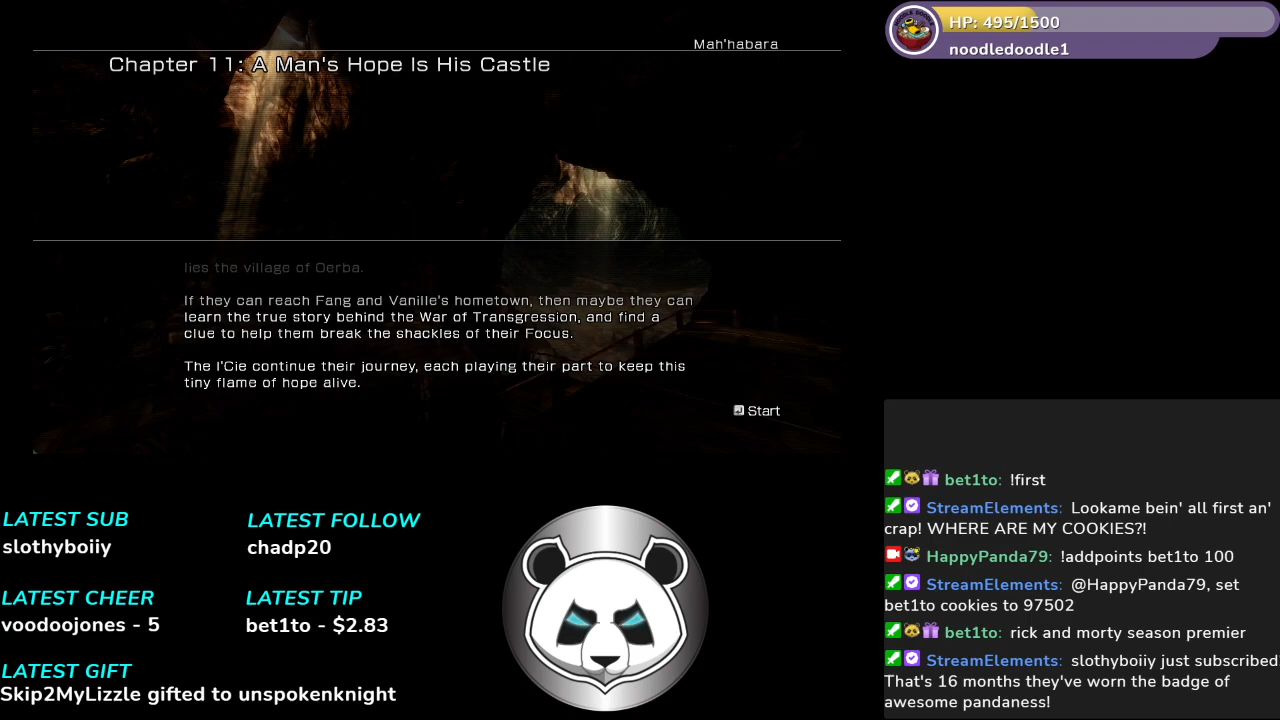 Mah'habara
Chapter 11: A Man's Hope Is His Castle
lies the village of Oerba.
If they can reach Fang and Vanille's hometown, then maybe they can
learn the true story behind the War of Transgression, and find a
clue to help them break the shackles of their Focus.
The l'Cie continue their journey, each playing their part to keep this
tiny flame of hope alive.
Start
HP: 495/1500
noodledoodle1
bet1to: !first
StreamElements: Lookame bein' all first an'
crap! WHERE ARE MY COOKIES?!
HappyPanda79: !addpoints bet1to 100
StreamElements: @HappyPanda79, set
bet1to cookies to 97502
bet1to: rick and morty season premier
StreamElements: slothyboiiy just subscribed!
That's 16 months they've worn the badge of
awesome pandaness!
LATEST SUB
slothyboiiy
LATEST FOLLOW
chadp20
LATEST CHEER
voodoojones - 5
LATEST TIP
bet1to - $2.83
LATEST GIFT
Skip2MyLizzle gifted to unspokenknight